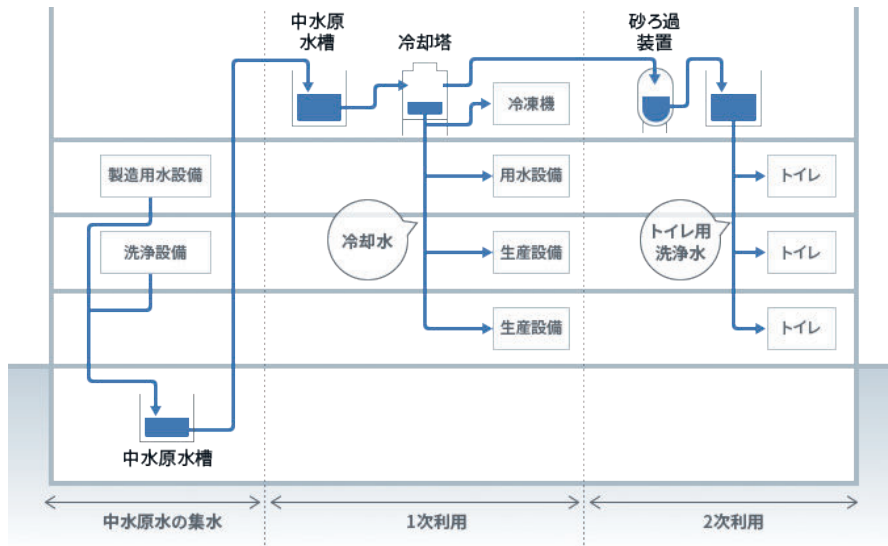 中水原
水槽
冷却塔
砂ろ過
装置
冷凍機
製造用水設備
用水設備
トイレ
洗浄設備
冷却水
生産設備
トイレ用
洗浄水
トイレ
生産設備
トイレ
中水原水槽
中水原水の集水
1次利用
2次利用